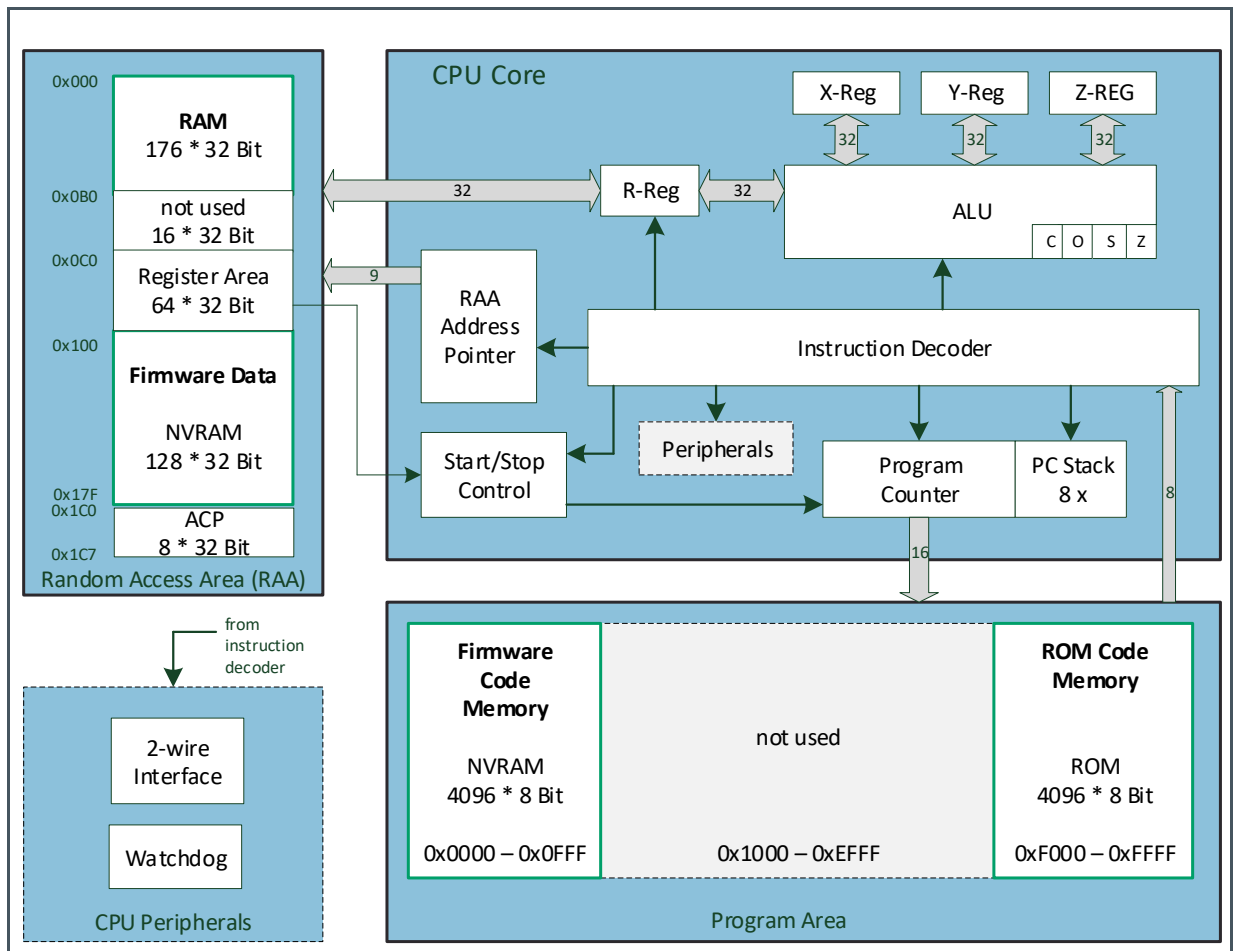 0x000
RAM
176 * 32 Bit
0x0B0
not used
16 * 32 Bit
0x0C0
Register Area
64 * 32 Bit
0x100
Firmware Data
NVRAM
128 * 32 Bit
0x17F
0x1C0
ACP
8 * 32 Bit
0x1C7
Random Access Area (RAA)
CPU Core
X-Reg
Y-Reg
Z-REG
32
32
32
32
R-Reg
32
ALU
C O S Z
9
RAA
Address
Pointer
Instruction Decoder
Peripherals
Start/Stop
Control
Program
Counter
PC Stack
8 x
8
16
from
instruction
decoder
2-wire
Interface
Watchdog
CPU Peripherals
Firmware
Code
Memory
NVRAM
4096 * 8 Bit
0x0000 – 0x0FFF
not used
0x1000 – 0xEFFF
ROM Code
Memory
ROM
4096 * 8 Bit
0xF000 – 0xFFFF
Program Area